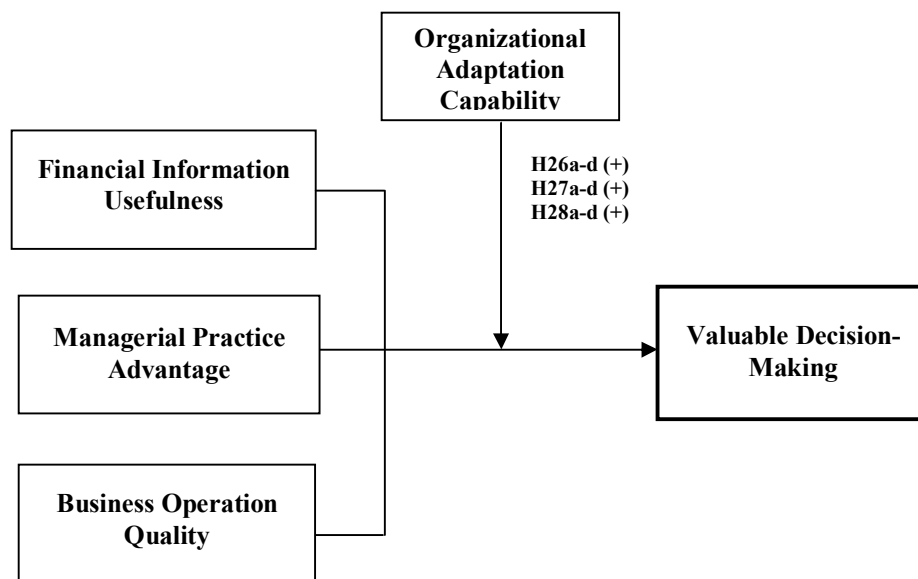 Organizational
Adaptation
Capability
Financial Information
Usefulness
H26a-d (+)
H27a-d (+)
H28a-d (+)
Managerial Practice
Advantage
Valuable Decision-
Making
Business Operation
Quality